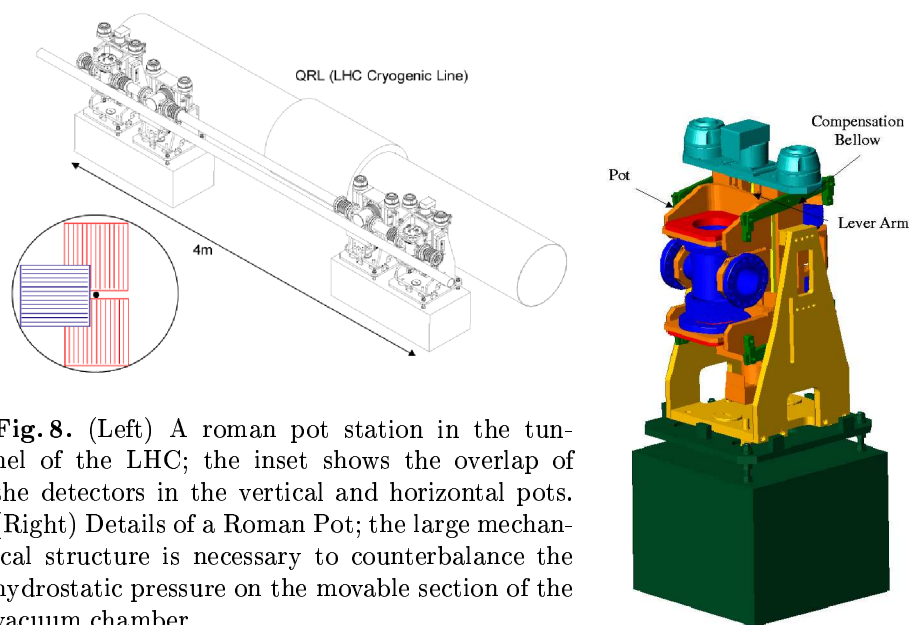 QRL (LHC Cryogenic Line)
4m
Compensation
Bellow
Pot
Lever Arm
Fig. 8. (Left) A roman pot station in the tun-
nel of the LHC; the inset shows the overlap of
the detectors in the vertical and horizontal pots.
(Right) Details of a Roman Pot; the large mechan-
ical structure is necessary to counterbalance the
hydrostatic pressure on the movable section of the
vacuum chamber